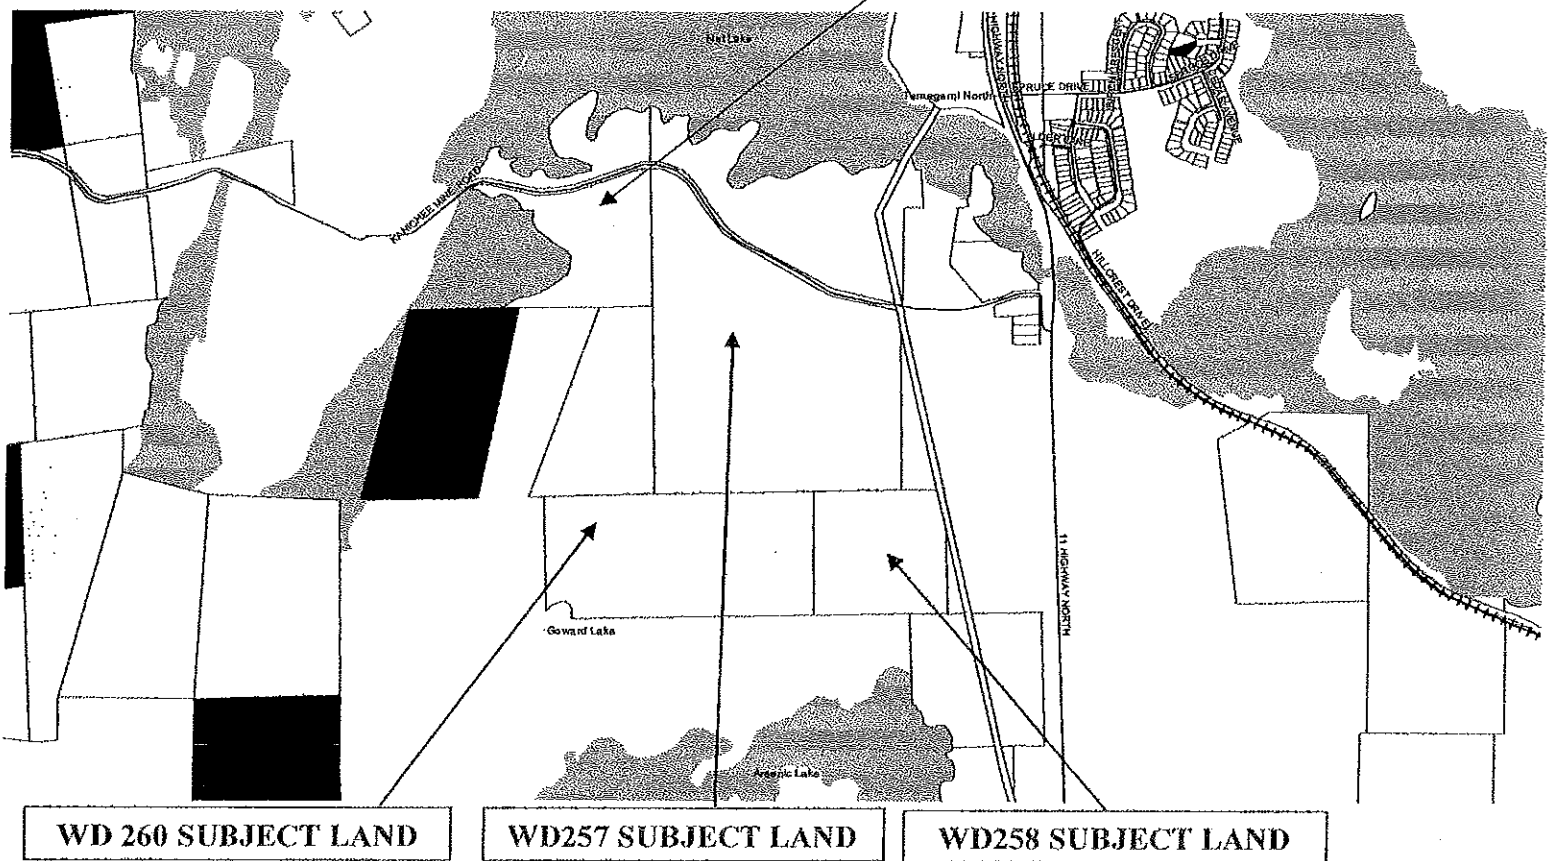 Net Lake
HIGHWAY NOR
SPRUCE DRIVE
Temagami North
KANICHEE MINE ROAD
HILLCREST DRIVE
11 HIGHWAY NORTH
Goward Lake
Arsenic Lake
WD 260 SUBJECT LAND
WD257 SUBJECT LAND
WD258 SUBJECT LAND